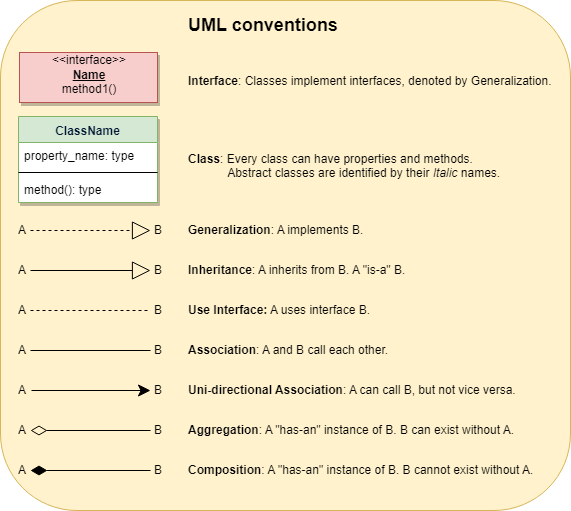 UML conventions
<<interface>>
Name
method1()
Interface: Classes implement interfaces, denoted by Generalization.
ClassName
property_name: type
method(): type
Class: Every class can have properties and methods.
Abstract classes are identified by their Italic names.
A B Generalization: A implements B.
A B Inheritance: A inherits from B. A "is-a" B.
A B Use Interface: A uses interface B.
A B Association: A and B call each other.
A B Uni-directional Association: A can call B, but not vice versa.
A B Aggregation: A "has-an" instance of B. B can exist without A.
A B Composition: A "has-an" instance of B. B cannot exist without A.